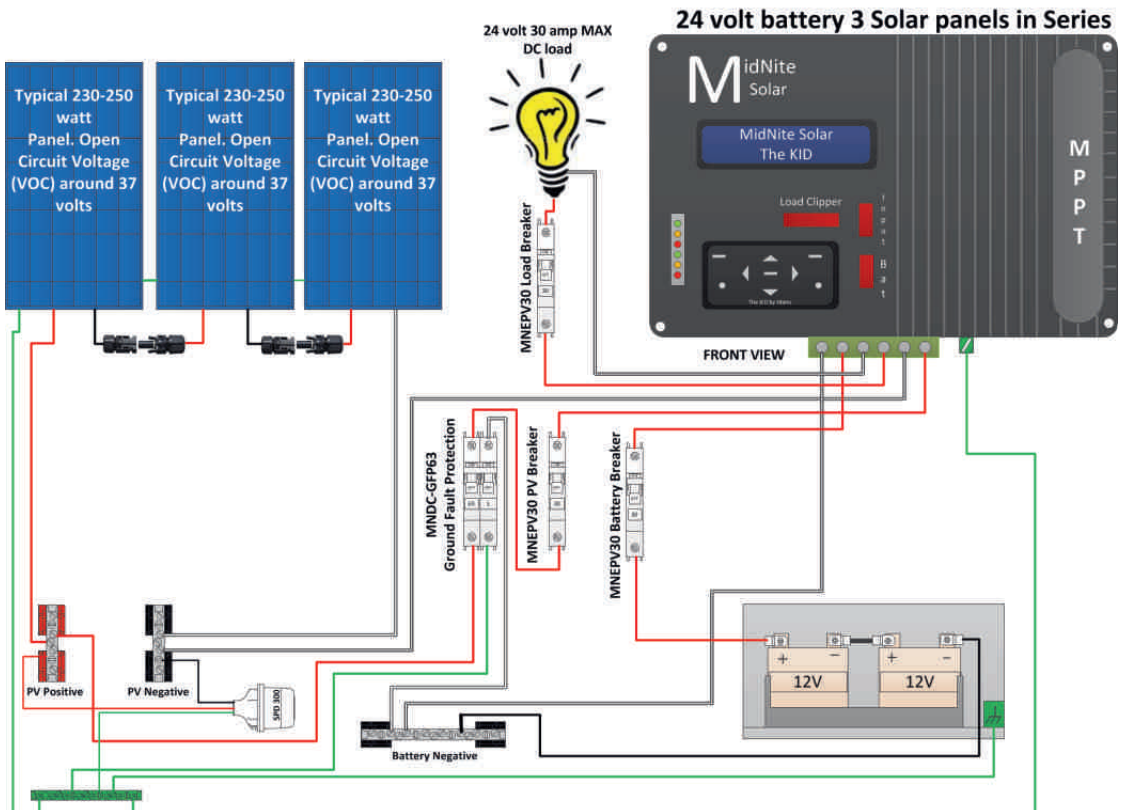 24 volt battery 3 Solar panels in Series
24 volt 30 amp MAX
DC load
Typical 230-250
watt
Panel. Open
Circuit Voltage
(VOC) around 37
volts
Typical 230-250
watt
Panel. Open
Circuit Voltage
(VOC) around 37
volts
Typical 230-250
watt
Panel. Open
Circuit Voltage
(VOC) around 37
volts
MidNite
Solar
MidNite Solar
The KID
MPPT
Load Clipper
Input
Bat
FRONT VIEW
MNEPV30 Load Breaker
MNDC-GFP63
Ground Fault Protection
MNEPV30 PV Breaker
MNEPV30 Battery Breaker
PV Positive
PV Negative
SPD 300
Battery Negative
+ -
12V
+ -
12V